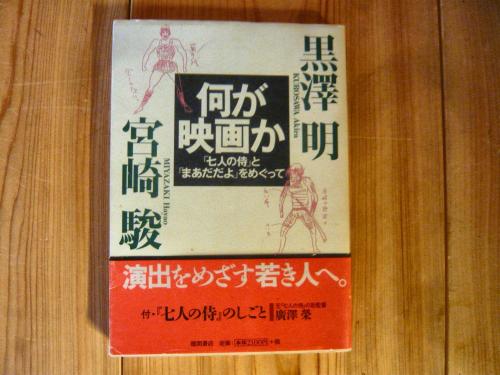 黒澤 明
KUROSAWA Akira
何が
映画か
「七人の侍」と
「まあだだよ」をめぐって
宮崎 駿
MIYAZAKI Hayao
演出をめざす若き人へ。
付・『七人の侍』のしごと
廣澤 榮
徳間書店